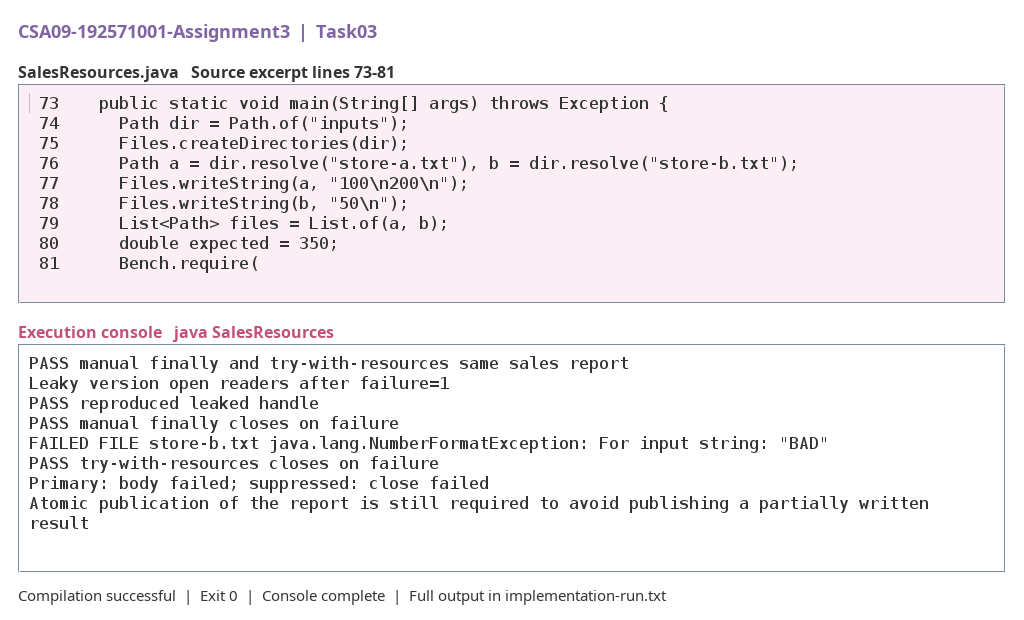 CSA09-192571001-Assignment3 | Task03
SalesResources.java Source excerpt lines 73-81
73    public static void main(String[] args) throws Exception {
74      Path dir = Path.of("inputs");
75      Files.createDirectories(dir);
76      Path a = dir.resolve("store-a.txt"), b = dir.resolve("store-b.txt");
77      Files.writeString(a, "100\n200\n");
78      Files.writeString(b, "50\n");
79      List<Path> files = List.of(a, b);
80      double expected = 350;
81      Bench.require(
Execution console java SalesResources
PASS manual finally and try-with-resources same sales report
Leaky version open readers after failure=1
PASS reproduced leaked handle
PASS manual finally closes on failure
FAILED FILE store-b.txt java.lang.NumberFormatException: For input string: "BAD"
PASS try-with-resources closes on failure
Primary: body failed; suppressed: close failed
Atomic publication of the report is still required to avoid publishing a partially written
result
Compilation successful | Exit 0 | Console complete | Full output in implementation-run.txt